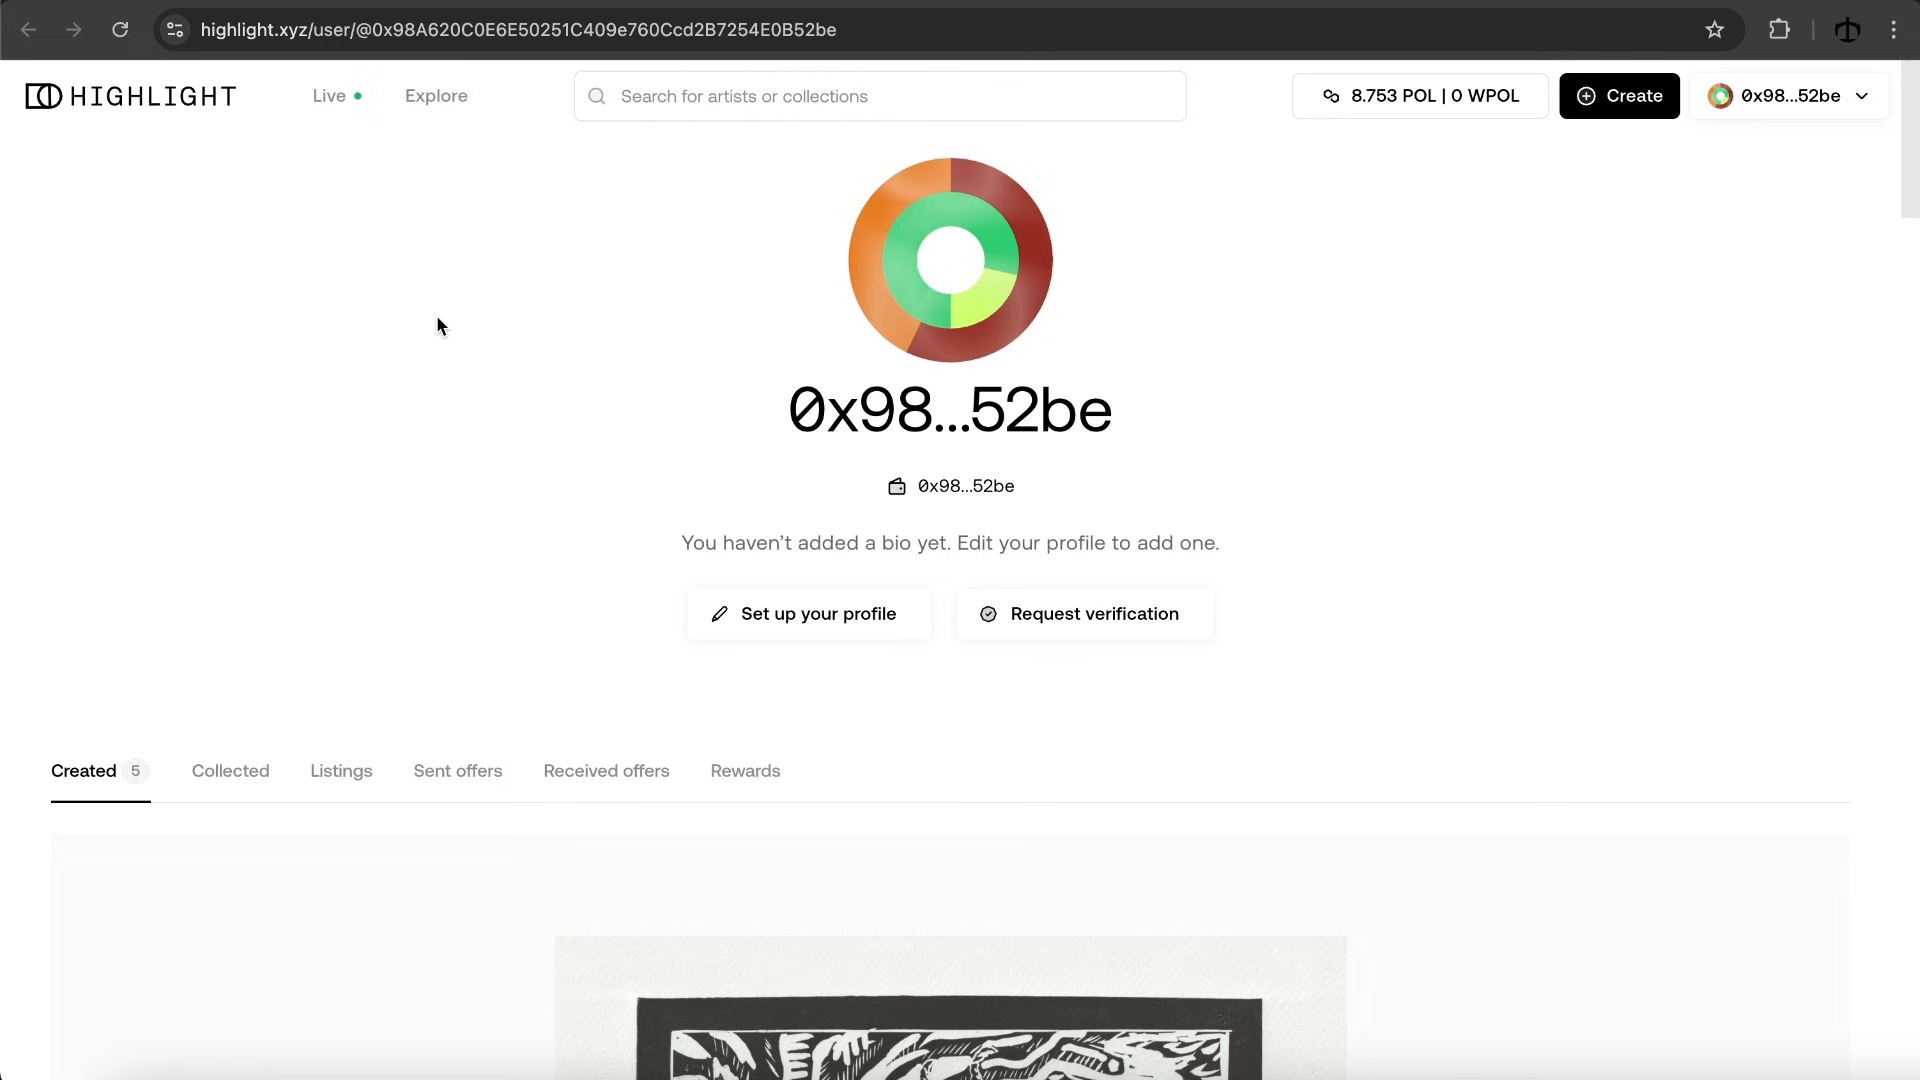 highlight.xyz/user/@0x98A620C0E6E50251C409e760Ccd2B7254E0B52be
HIGHLIGHT
Live
Explore
Search for artists or collections
8.753 POL | 0 WPOL
Create
0x98...52be
0x98...52be
0x98...52be
You haven't added a bio yet. Edit your profile to add one.
Set up your profile
Request verification
Created 5
Collected
Listings
Sent offers
Received offers
Rewards